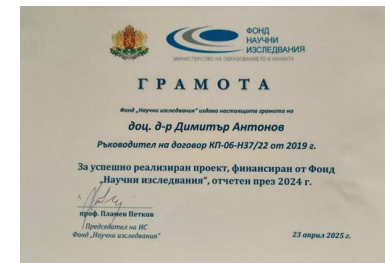 ФОНД
НАУЧНИ
ИЗСЛЕДВАНИЯ
МИНИСТЕРСТВО НА ОБРАЗОВАНИЕТО И НАУКАТА
ГРАМОТА
Фонд „Научни изследвания“ издава настоящата грамота на
доц. д-р Димитър Антонов
Ръководител на договор КП-06-Н37/22 от 2019 г.
За успешно реализиран проект, финансиран от Фонд
„Научни изследвания“, отчетен през 2024 г.
проф. Пламен Петков
Председател на ИС
Фонд „Научни изследвания“
23 април 2025 г.